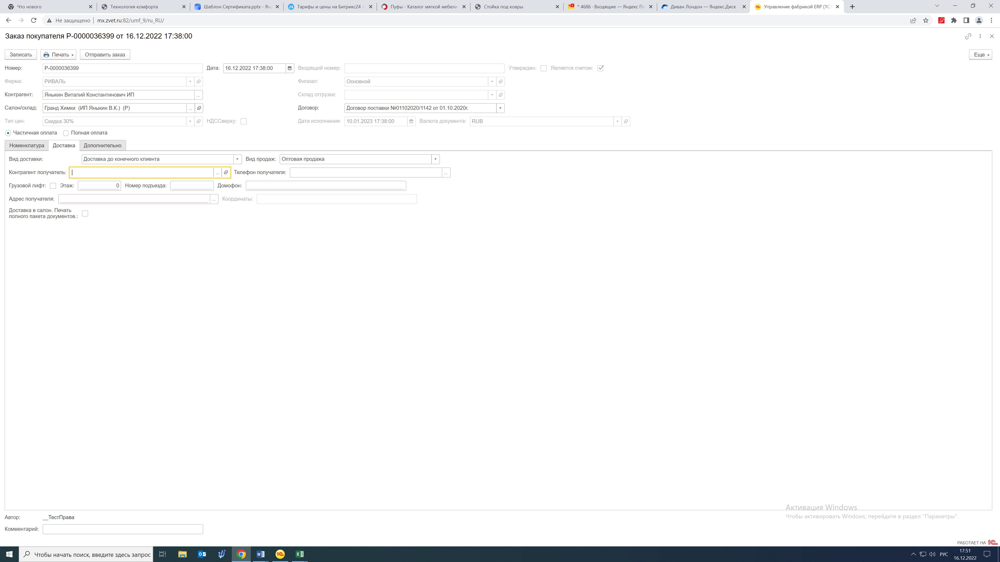 Что нового
Технология комфорта
Шаблон Сертификата.pptx - Янд
Тарифы и цены на Битрикс24 —
Пуфы - Каталог мягкой мебели
Стойка под ковры
* 4686 · Входящие — Яндекс По
Диван Лондон — Яндекс.Диск
Управление фабрикой ERP (1С:
Не защищено mx.zvet.ru:82/umf_9/ru_RU/
Заказ покупателя Р-0000036399 от 16.12.2022 17:38:00
Записать Печать Отправить заказ Еще
Номер: Р-0000036399 Дата: 16.12.2022 17:38:00 Входящий номер: Утвержден: Является счетом:
Фирма: РИВАЛЬ Филиал: Основной
Контрагент: Яныкин Виталий Константинович ИП ... Склад отгрузки:
Салон/склад: Гранд Химки (ИП Яныкин В.К.) (Р) ... Договор: Договор поставки №01102020/1142 от 01.10.2020г.
Тип цен: Скидка 30% НДССверху: Дата исполнения: 10.01.2023 17:38:00 Валюта документа: RUB
Частичная оплата Полная оплата
Номенклатура Доставка Дополнительно
Вид доставки: Доставка до конечного клиента Вид продаж: Оптовая продажа
Контрагент получатель: ... Телефон получателя: ...
Грузовой лифт: Этаж: 0 Номер подъезда: Домофон:
Адрес получателя: ... Координаты:
Доставка в салон. Печать
полного пакета документов.:
Активация Windows
Чтобы активировать Windows, перейдите в раздел "Параметры".
Автор: __ТестПрава
Комментарий:
РАБОТАЕТ НА 1С
Чтобы начать поиск, введите здесь запрос
РУС
17:51
16.12.2022